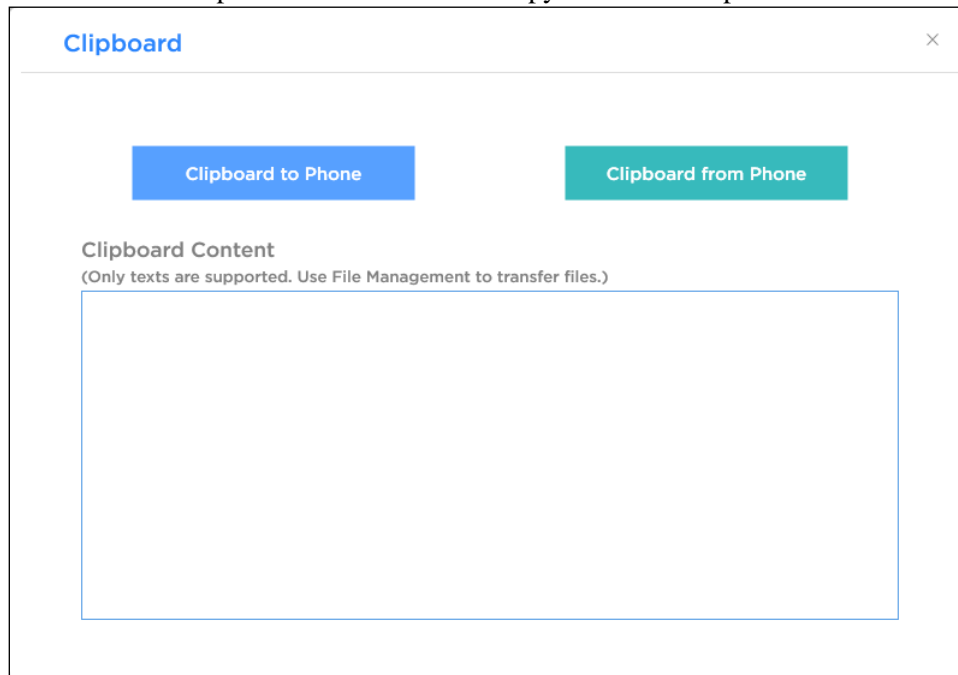 Clipboard
×
Clipboard to Phone
Clipboard from Phone
Clipboard Content
(Only texts are supported. Use File Management to transfer files.)